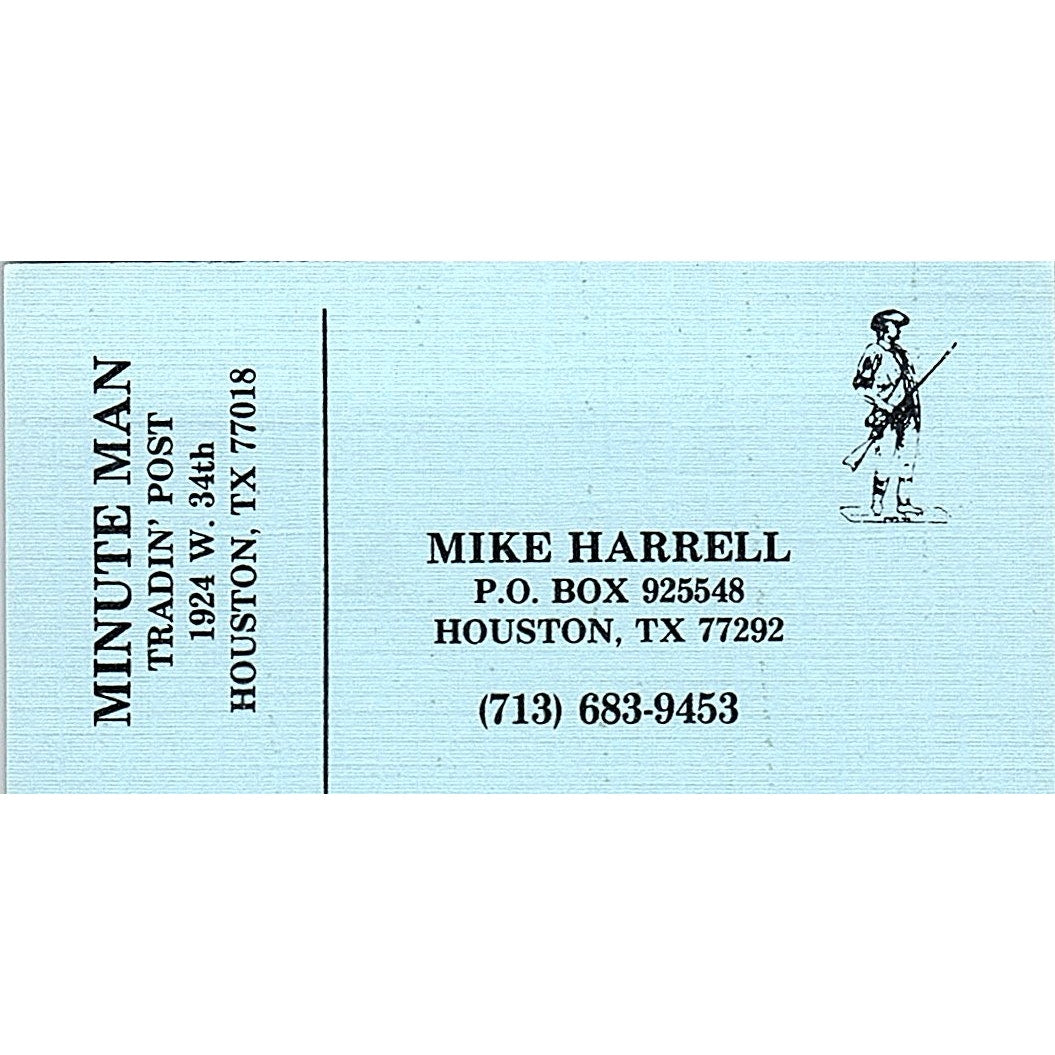 MINUTE MAN
TRADIN' POST
1924 W. 34th
HOUSTON, TX 77018
MIKE HARRELL
P.O. BOX 925548
HOUSTON, TX 77292
(713) 683-9453